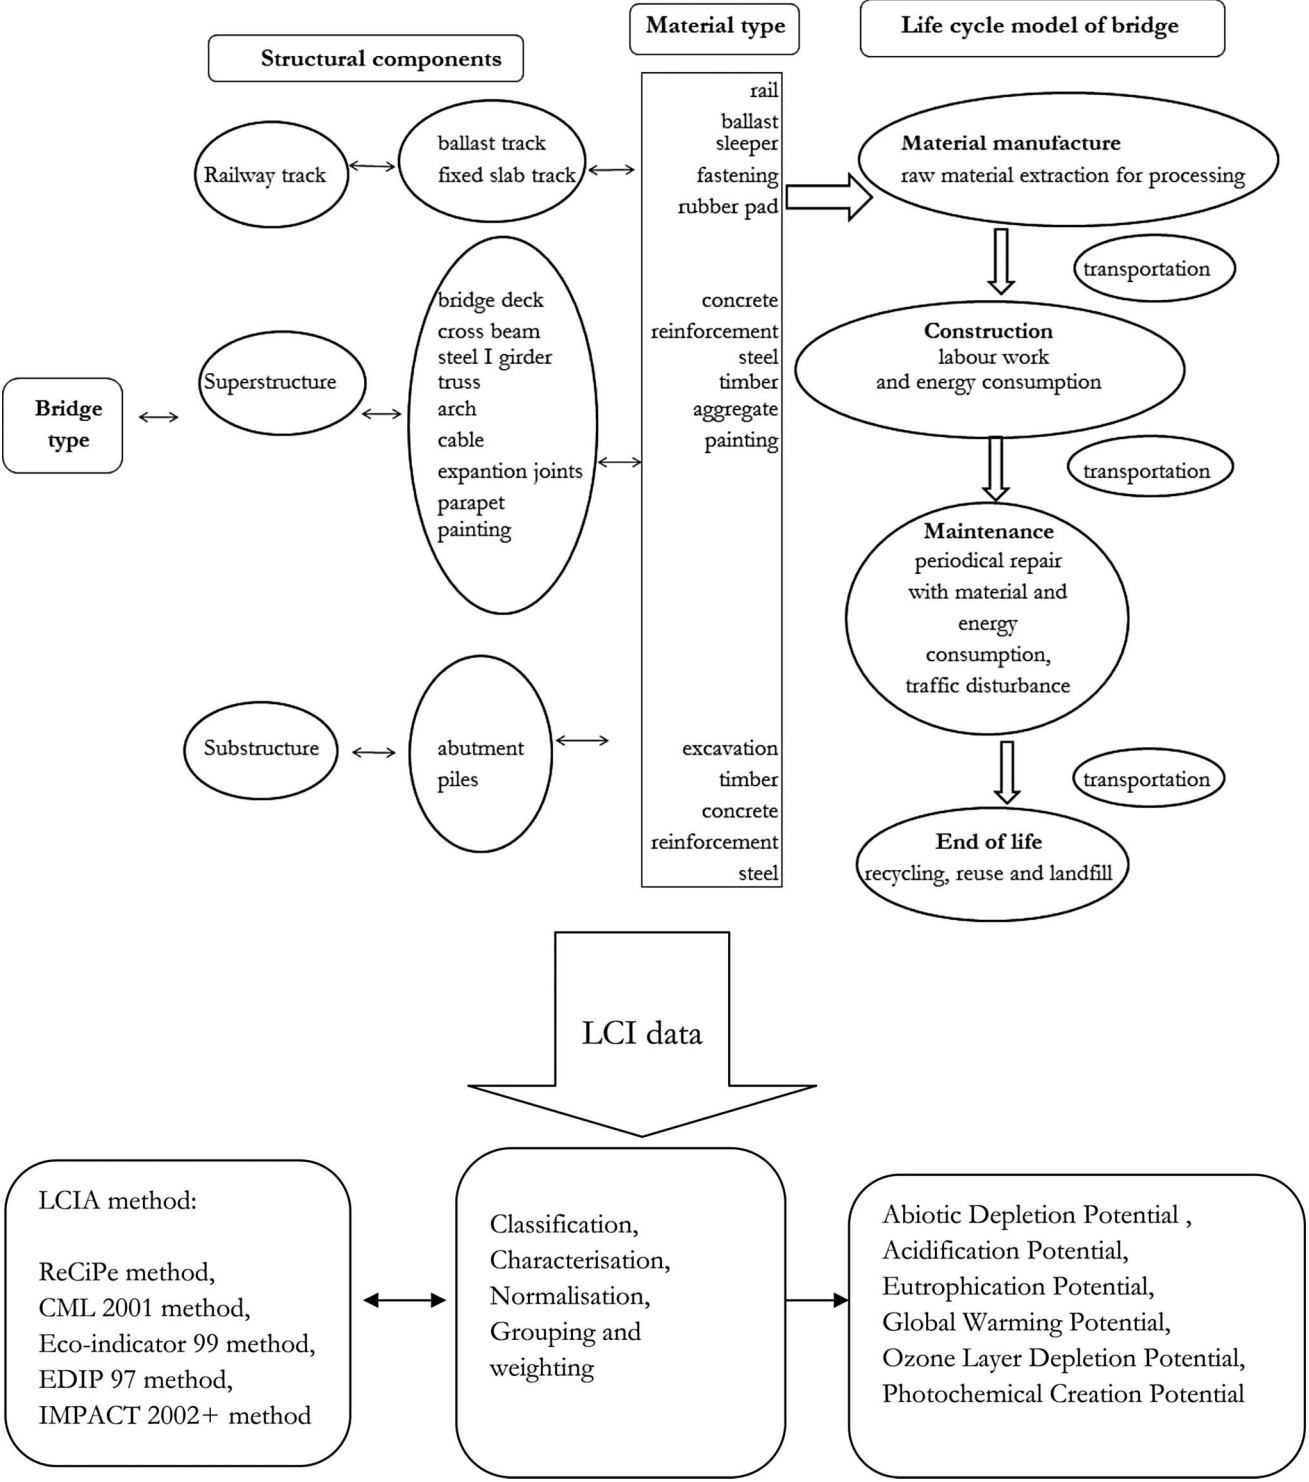 Structural components
Material type
Life cycle model of bridge
Bridge
type
Railway track
ballast track
fixed slab track
Superstructure
bridge deck
cross beam
steel I girder
truss
arch
cable
expantion joints
parapet
painting
Substructure
abutment
piles
rail
ballast
sleeper
fastening
rubber pad
concrete
reinforcement
steel
timber
aggregate
painting
excavation
timber
concrete
reinforcement
steel
Material manufacture
raw material extraction for processing
transportation
Construction
labour work
and energy consumption
transportation
Maintenance
periodical repair
with material and
energy
consumption,
traffic disturbance
transportation
End of life
recycling, reuse and landfill
LCI data
LCIA method:
ReCiPe method,
CML 2001 method,
Eco-indicator 99 method,
EDIP 97 method,
IMPACT 2002+ method
Classification,
Characterisation,
Normalisation,
Grouping and
weighting
Abiotic Depletion Potential ,
Acidification Potential,
Eutrophication Potential,
Global Warming Potential,
Ozone Layer Depletion Potential,
Photochemical Creation Potential